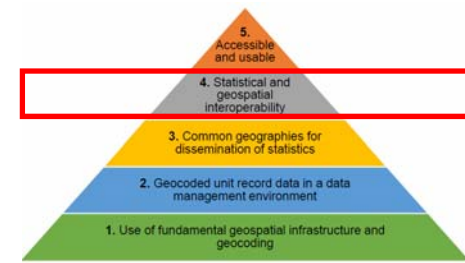 5.
Accessible
and usable
4. Statistical and
geospatial
interoperability
3. Common geographies for
dissemination of statistics
2. Geocoded unit record data in a data
management environment
1. Use of fundamental geospatial infrastructure and
geocoding